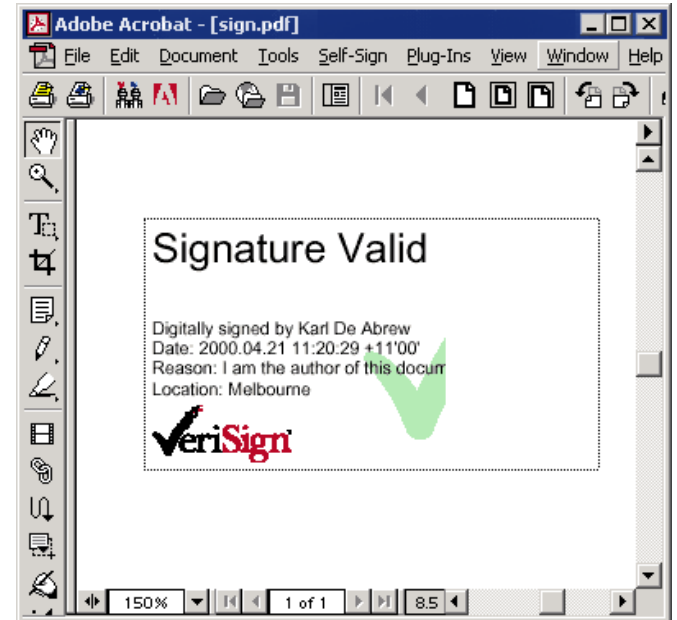 Adobe Acrobat - [sign.pdf]
File Edit Document Tools Self-Sign Plug-Ins View Window Help
Signature Valid
Digitally signed by Karl De Abrew
Date: 2000.04.21 11:20:29 +11'00'
Reason: I am the author of this docum
Location: Melbourne
VeriSign
150% 1 of 1 8.5